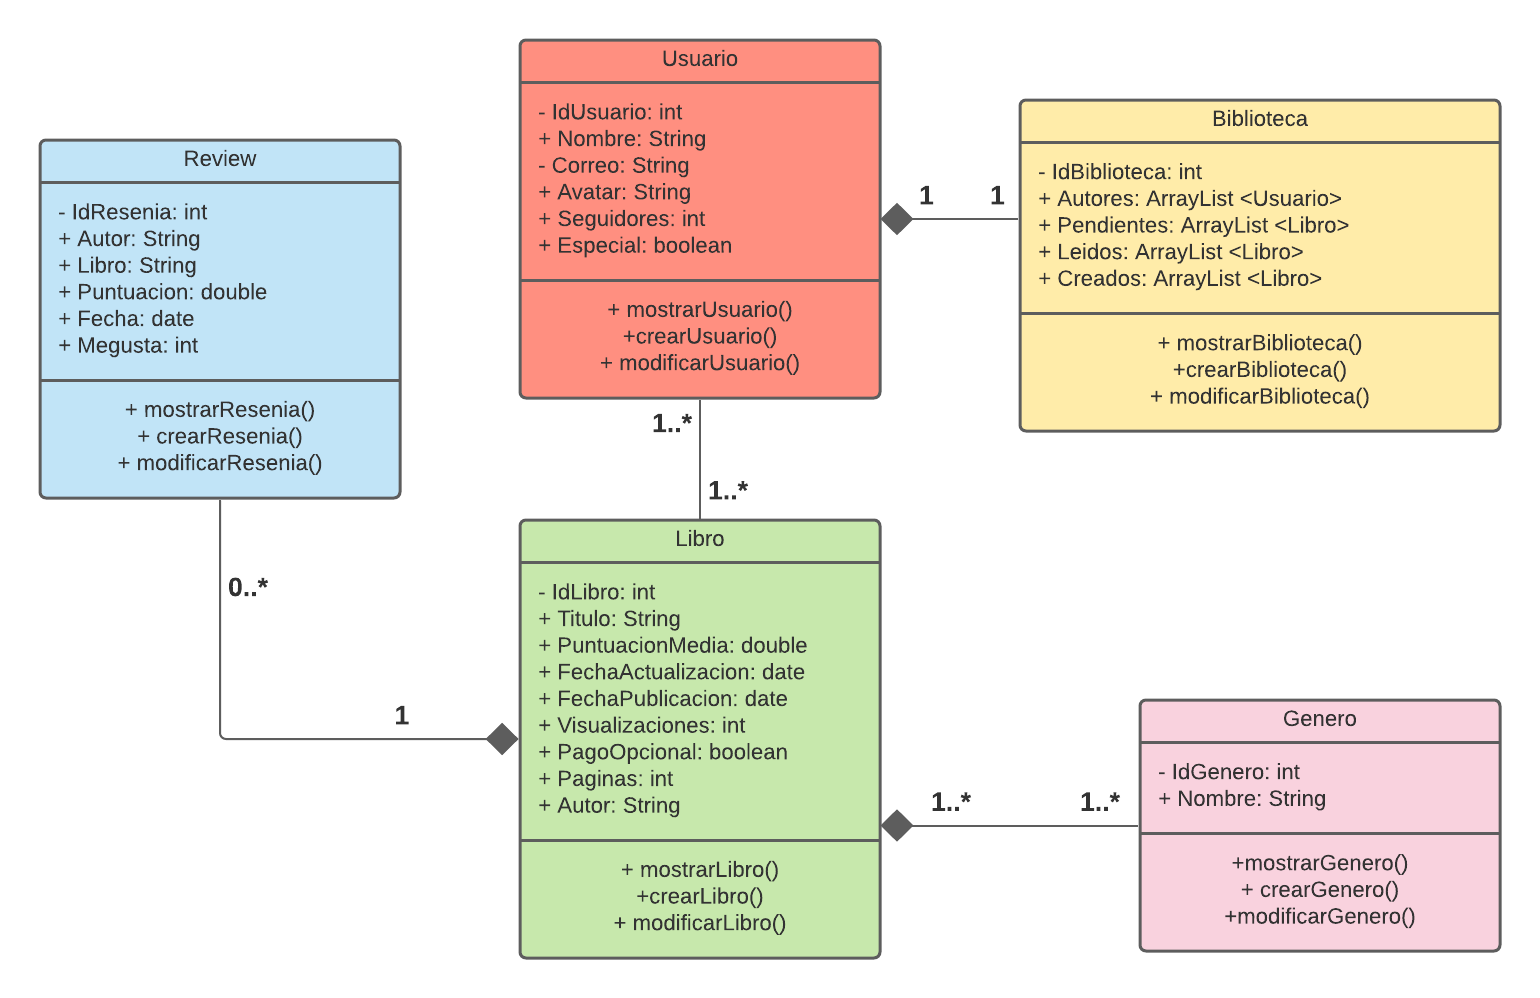 Usuario
- IdUsuario: int
+ Nombre: String
- Correo: String
+ Avatar: String
+ Seguidores: int
+ Especial: boolean
+ mostrarUsuario()
+crearUsuario()
+ modificarUsuario()
Biblioteca
- IdBiblioteca: int
+ Autores: ArrayList <Usuario>
+ Pendientes: ArrayList <Libro>
+ Leidos: ArrayList <Libro>
+ Creados: ArrayList <Libro>
+ mostrarBiblioteca()
+crearBiblioteca()
+ modificarBiblioteca()
Review
- IdResenia: int
+ Autor: String
+ Libro: String
+ Puntuacion: double
+ Fecha: date
+ Megusta: int
+ mostrarResenia()
+ crearResenia()
+ modificarResenia()
1
1
1..*
1..*
0..*
1
Libro
- IdLibro: int
+ Titulo: String
+ PuntuacionMedia: double
+ FechaActualizacion: date
+ FechaPublicacion: date
+ Visualizaciones: int
+ PagoOpcional: boolean
+ Paginas: int
+ Autor: String
+ mostrarLibro()
+crearLibro()
+ modificarLibro()
1..*
1..*
Genero
- IdGenero: int
+ Nombre: String
+mostrarGenero()
+ crearGenero()
+modificarGenero()